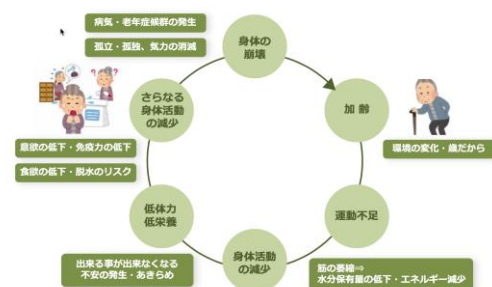 病気・老年症候群の発生
孤立・孤独、気力の消滅
身体の
崩壊
さらなる
身体活動
の減少
加 齢
意欲の低下・免疫力の低下
食欲の低下・脱水のリスク
環境の変化・歳だから
低体力
低栄養
運動不足
出来る事が出来なくなる
不安の発生・あきらめ
身体活動
の減少
筋の萎縮⇒
水分保有量の低下・エネルギー減少